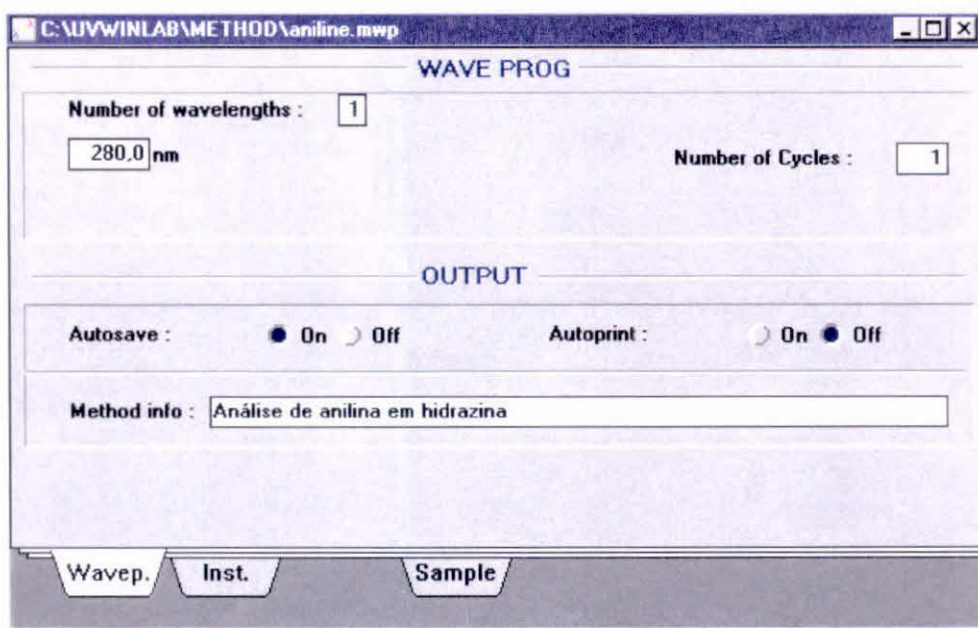 C:\UVWINLAB\METHOD\aniline.mwp
WAVE PROG
Number of wavelengths : 1
280,0 nm
Number of Cycles : 1
OUTPUT
Autosave : On Off
Autoprint : On Off
Method info : Análise de anilina em hidrazina
Wavep. Inst. Sample